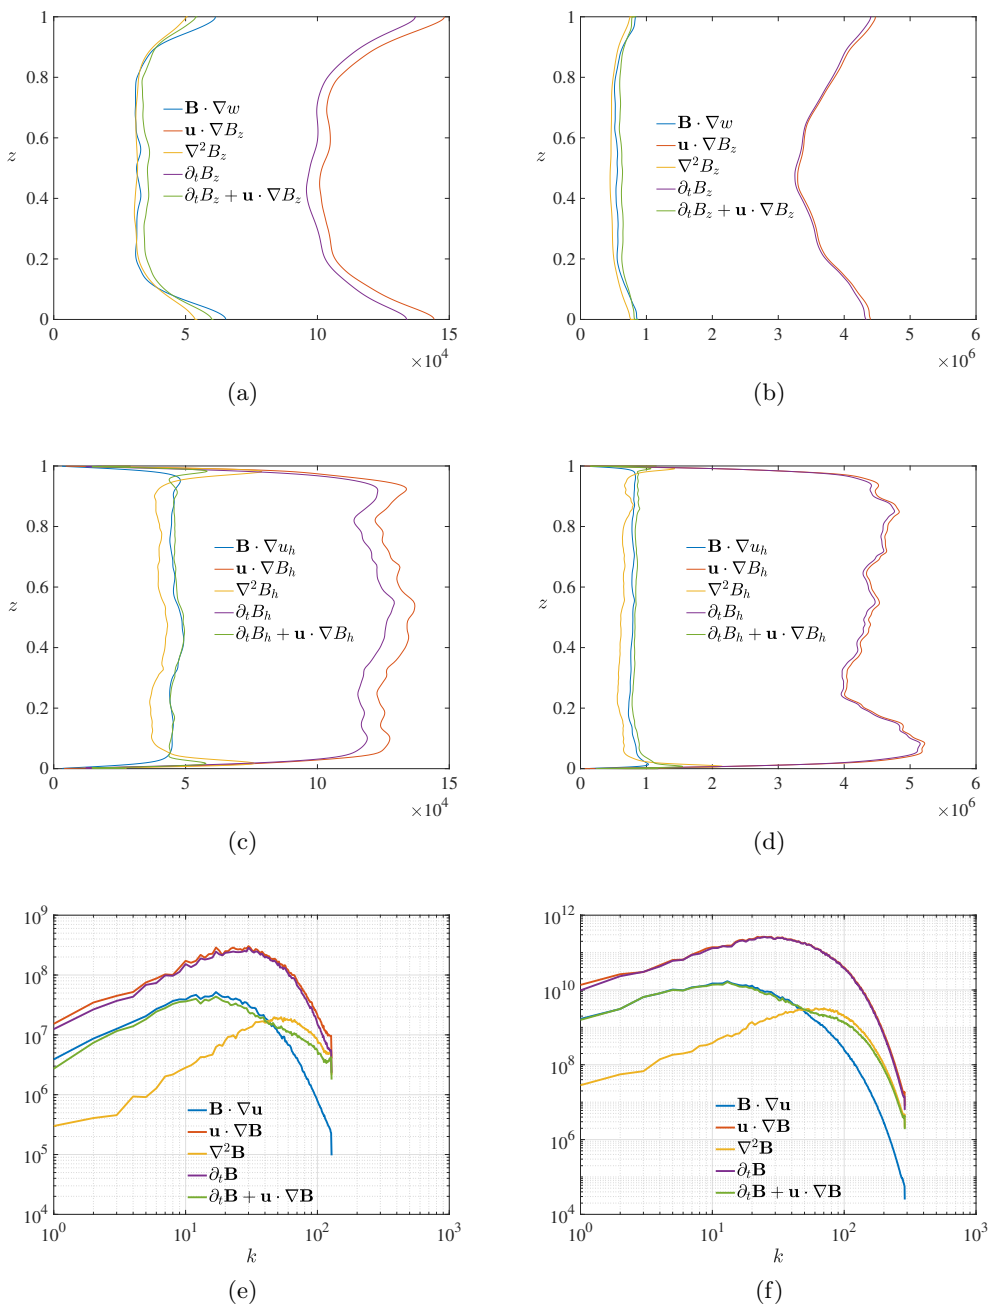 1
0.8
0.6
z
0.4
0.2
0
0 5 10 15
×10^4
B · ∇w
u · ∇B_z
∇²B_z
∂_tB_z
∂_tB_z + u · ∇B_z
(a)
1
0.8
0.6
z
0.4
0.2
0
0 1 2 3 4 5 6
×10^6
B · ∇w
u · ∇B_z
∇²B_z
∂_tB_z
∂_tB_z + u · ∇B_z
(b)
1
0.8
0.6
z
0.4
0.2
0
0 5 10 15
×10^4
B · ∇u_h
u · ∇B_h
∇²B_h
∂_tB_h
∂_tB_h + u · ∇B_h
(c)
1
0.8
0.6
z
0.4
0.2
0
0 1 2 3 4 5 6
×10^6
B · ∇u_h
u · ∇B_h
∇²B_h
∂_tB_h
∂_tB_h + u · ∇B_h
(d)
10^9
10^8
10^7
10^6
10^5
10^4
10^0 10^1 10^2 10^3
k
B · ∇u
u · ∇B
∇²B
∂_tB
∂_tB + u · ∇B
(e)
10^12
10^10
10^8
10^6
10^4
10^0 10^1 10^2 10^3
k
B · ∇u
u · ∇B
∇²B
∂_tB
∂_tB + u · ∇B
(f)